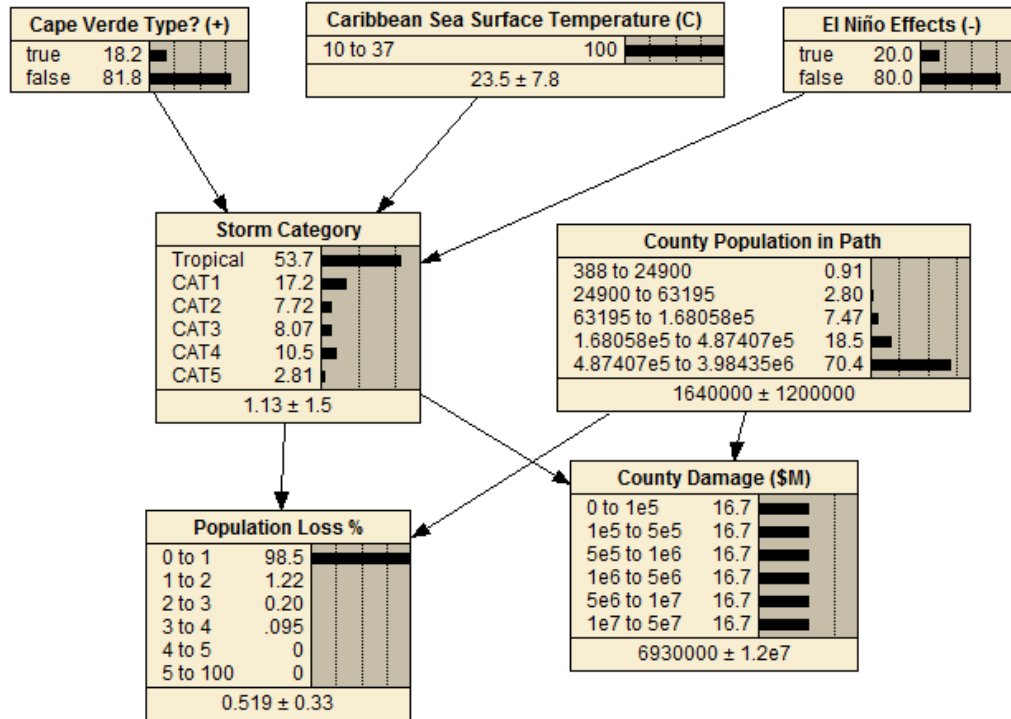 Cape Verde Type? (+)
true 18.2
false 81.8
Caribbean Sea Surface Temperature (C)
10 to 37 100
23.5 ± 7.8
El Niño Effects (-)
true 20.0
false 80.0
Storm Category
Tropical 53.7
CAT1 17.2
CAT2 7.72
CAT3 8.07
CAT4 10.5
CAT5 2.81
1.13 ± 1.5
County Population in Path
388 to 24900 0.91
24900 to 63195 2.80
63195 to 1.68058e5 7.47
1.68058e5 to 4.87407e5 18.5
4.87407e5 to 3.98435e6 70.4
1640000 ± 1200000
Population Loss %
0 to 1 98.5
1 to 2 1.22
2 to 3 0.20
3 to 4 .095
4 to 5 0
5 to 100 0
0.519 ± 0.33
County Damage ($M)
0 to 1e5 16.7
1e5 to 5e5 16.7
5e5 to 1e6 16.7
1e6 to 5e6 16.7
5e6 to 1e7 16.7
1e7 to 5e7 16.7
6930000 ± 1.2e7